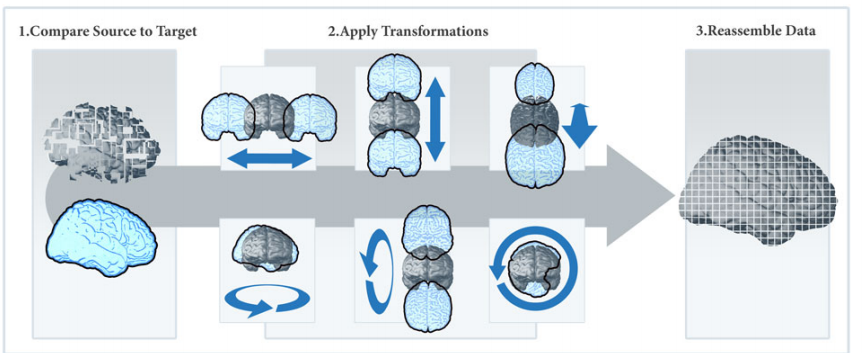 1.Compare Source to Target
2.Apply Transformations
3.Reassemble Data